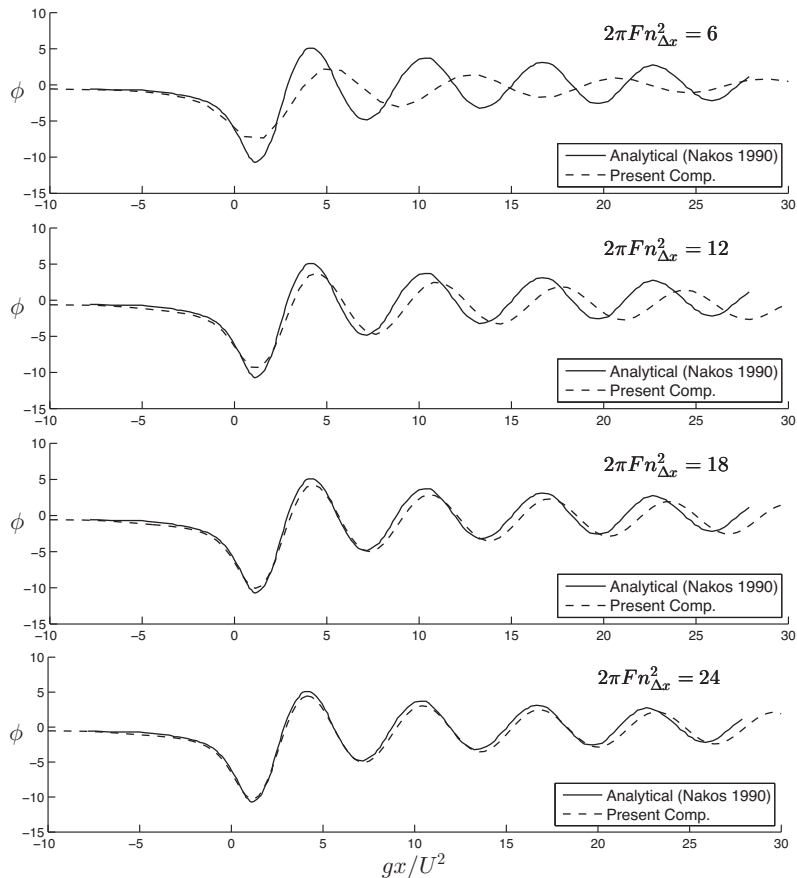 2πFn²_Δx = 6
10
5
0
−5
−10
−15
ϕ
−10 −5 0 5 10 15 20 25 30
Analytical (Nakos 1990)
Present Comp.
2πFn²_Δx = 12
10
5
0
−5
−10
−15
ϕ
−10 −5 0 5 10 15 20 25 30
Analytical (Nakos 1990)
Present Comp.
2πFn²_Δx = 18
10
5
0
−5
−10
−15
ϕ
−10 −5 0 5 10 15 20 25 30
Analytical (Nakos 1990)
Present Comp.
2πFn²_Δx = 24
10
5
0
−5
−10
−15
ϕ
−10 −5 0 5 10 15 20 25 30
Analytical (Nakos 1990)
Present Comp.
gx/U²